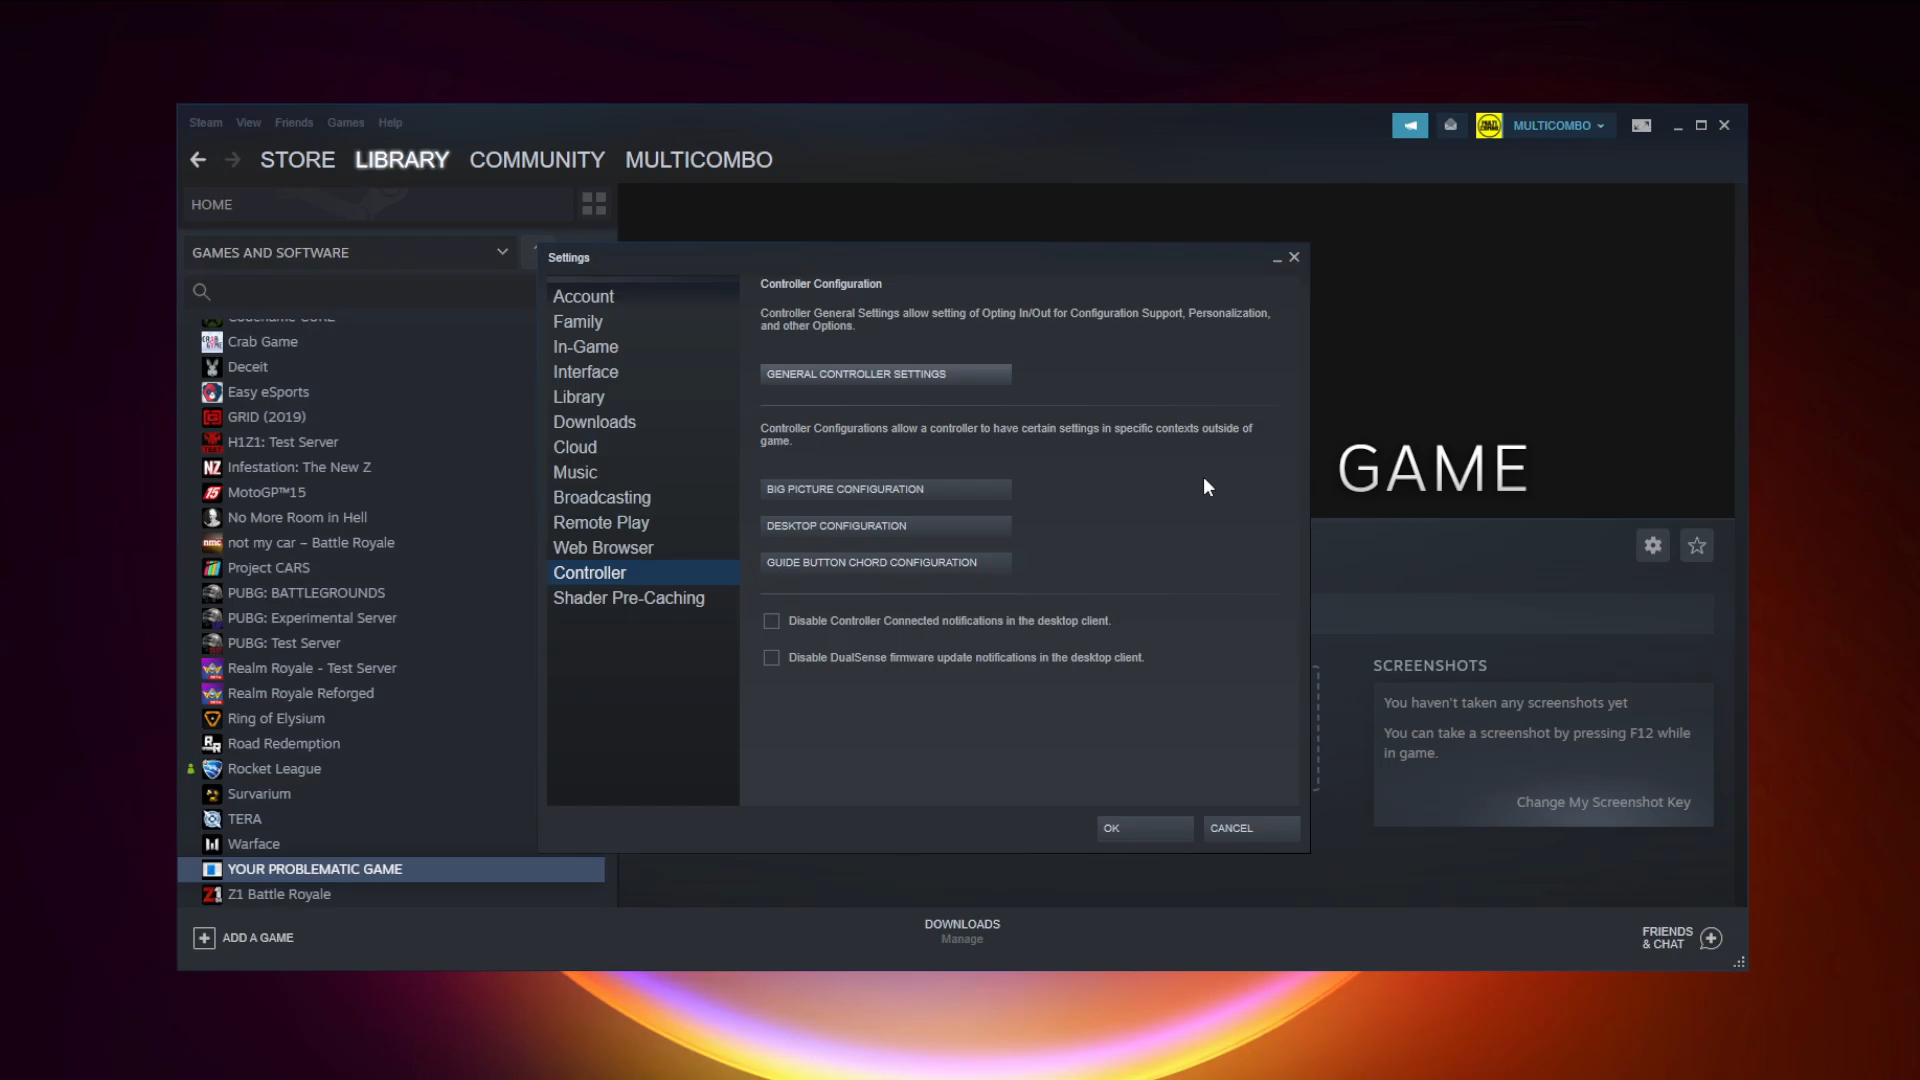 Steam View Friends Games Help
MULTICOMBO
STORE LIBRARY COMMUNITY MULTICOMBO
HOME
GAMES AND SOFTWARE
Crab Game
Deceit
Easy eSports
GRID (2019)
H1Z1: Test Server
Infestation: The New Z
MotoGP™15
No More Room in Hell
not my car – Battle Royale
Project CARS
PUBG: BATTLEGROUNDS
PUBG: Experimental Server
PUBG: Test Server
Realm Royale - Test Server
Realm Royale Reforged
Ring of Elysium
Road Redemption
Rocket League
Survarium
TERA
Warface
YOUR PROBLEMATIC GAME
Z1 Battle Royale
Settings
Account
Family
In-Game
Interface
Library
Downloads
Cloud
Music
Broadcasting
Remote Play
Web Browser
Controller
Shader Pre-Caching
Controller Configuration
Controller General Settings allow setting of Opting In/Out for Configuration Support, Personalization,
and other Options.
GENERAL CONTROLLER SETTINGS
Controller Configurations allow a controller to have certain settings in specific contexts outside of
game.
BIG PICTURE CONFIGURATION
DESKTOP CONFIGURATION
GUIDE BUTTON CHORD CONFIGURATION
Disable Controller Connected notifications in the desktop client.
Disable DualSense firmware update notifications in the desktop client.
OK CANCEL
GAME
SCREENSHOTS
You haven't taken any screenshots yet
You can take a screenshot by pressing F12 while
in game.
Change My Screenshot Key
ADD A GAME
DOWNLOADS
Manage
FRIENDS
& CHAT